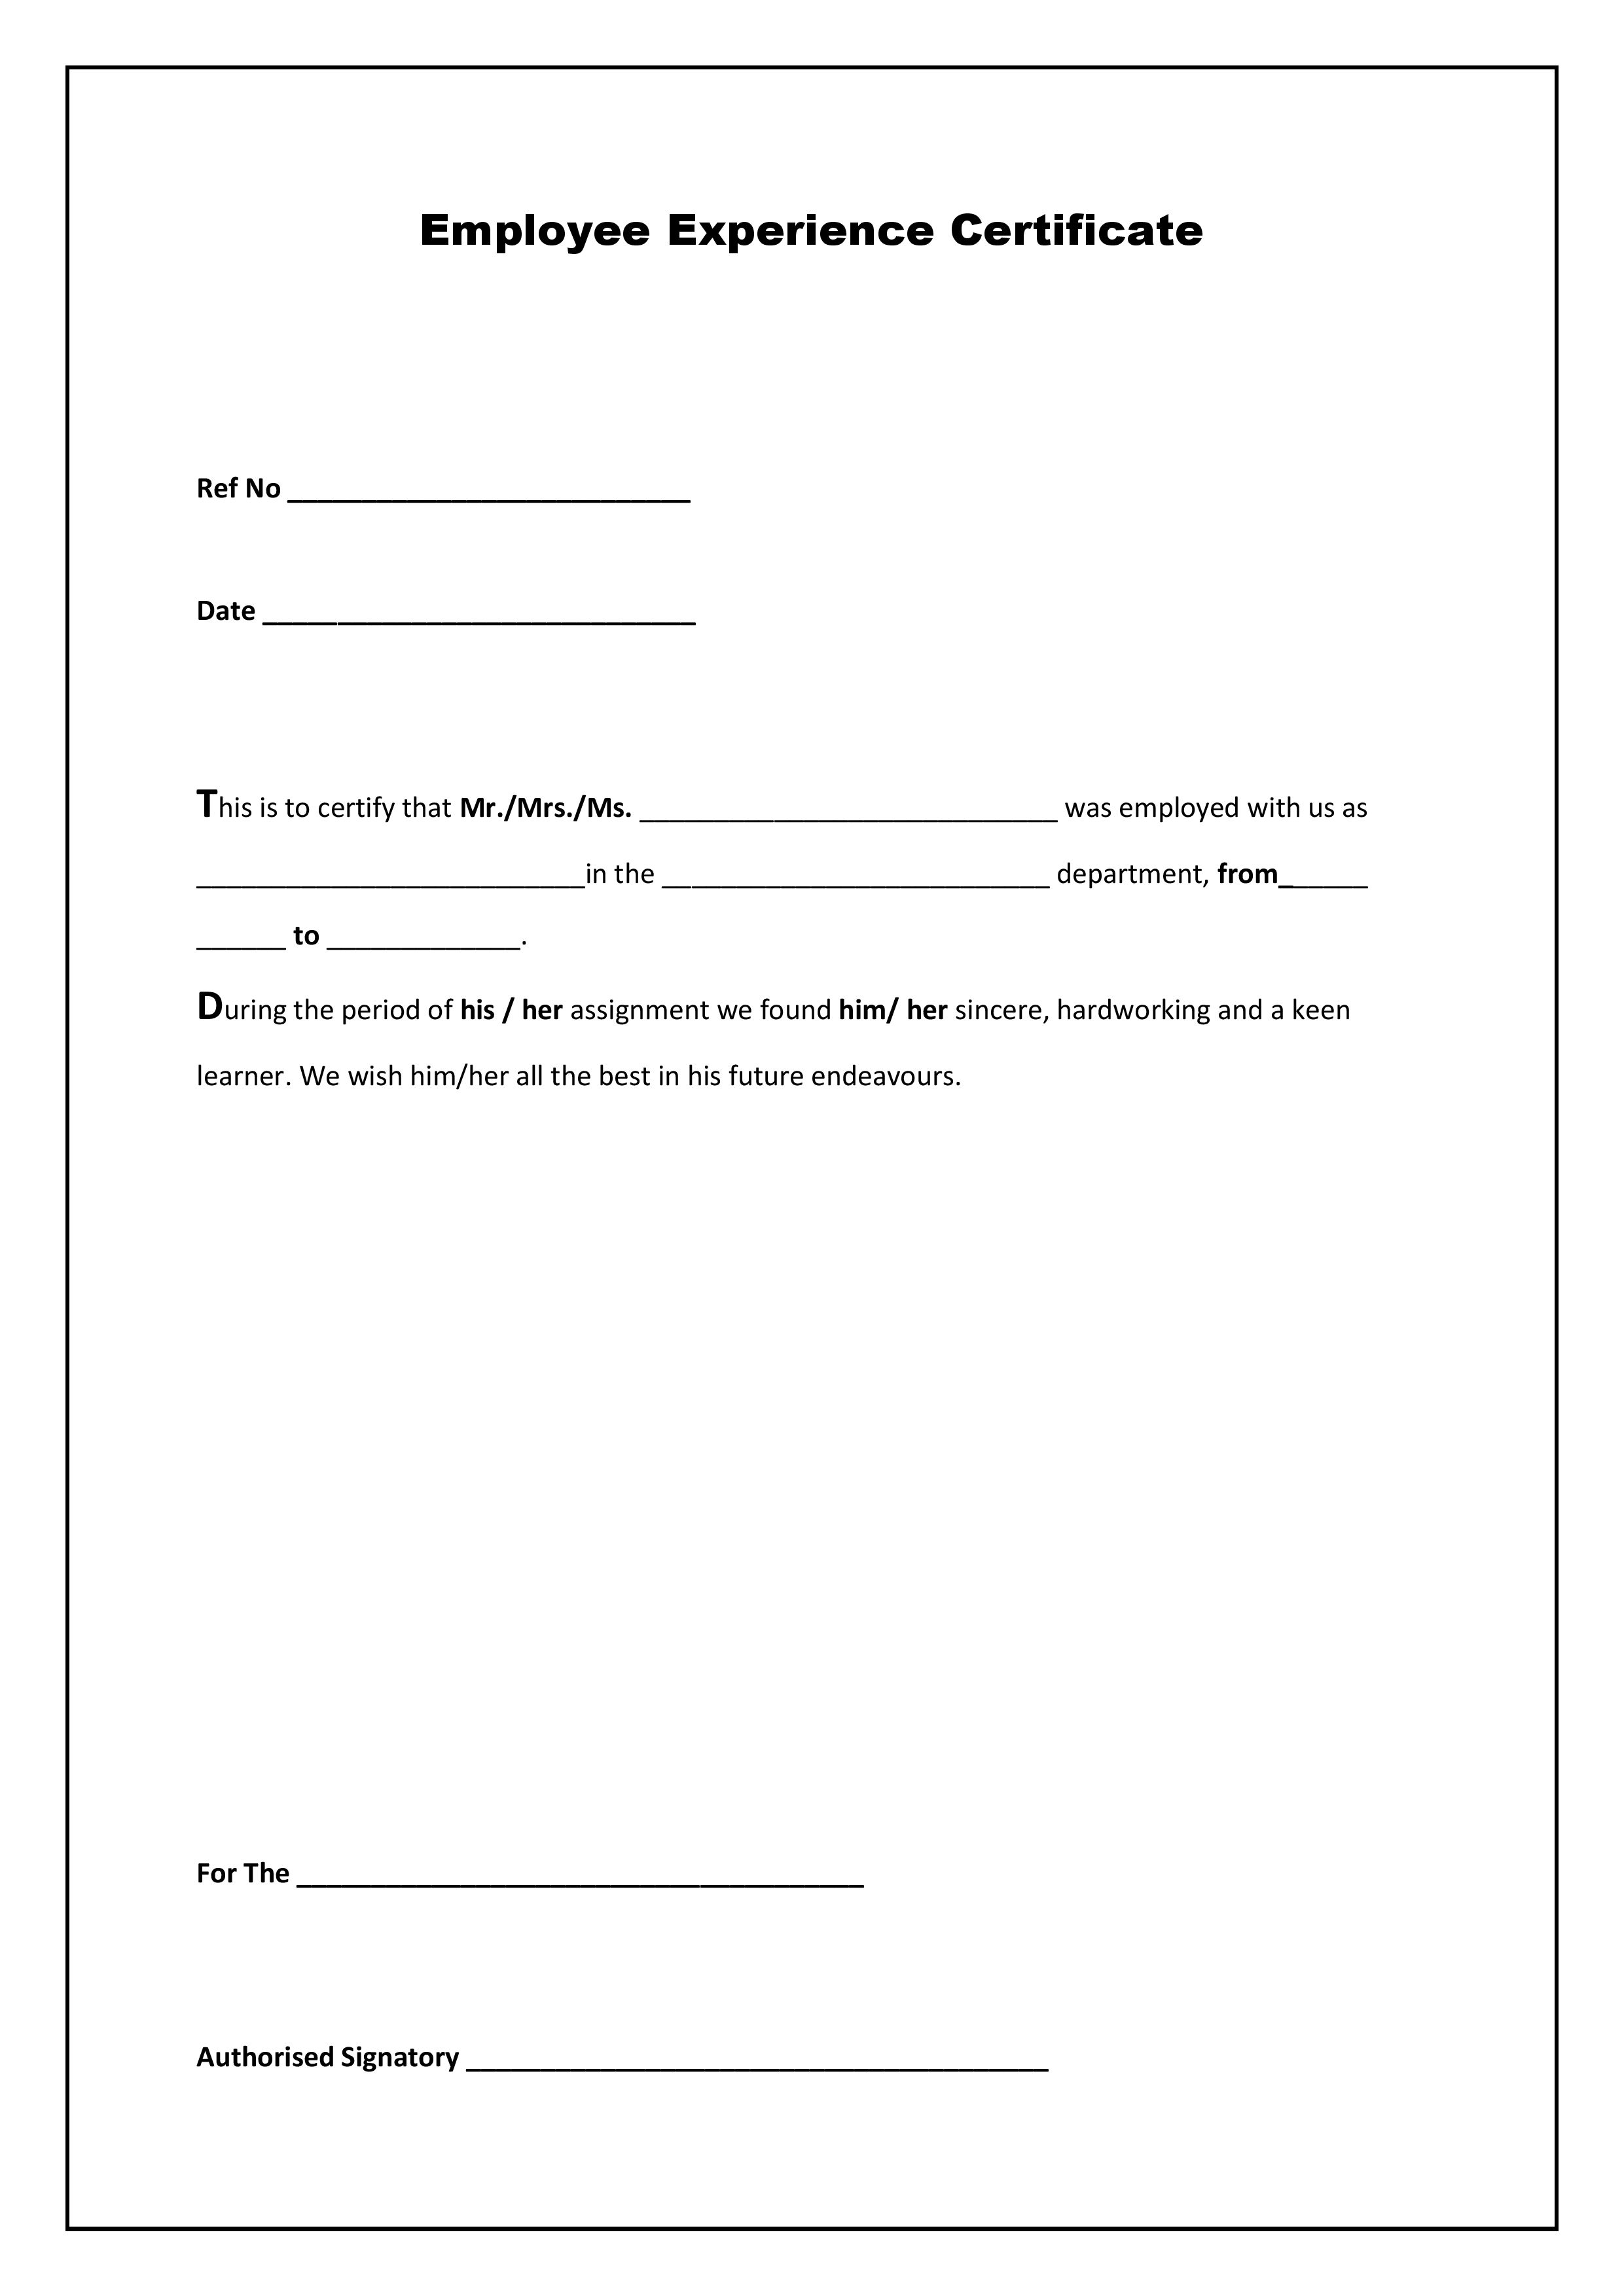 Employee Experience Certificate
Ref No ___________________________
Date _____________________________
This is to certify that Mr./Mrs./Ms. ____________________________ was employed with us as
__________________________in the __________________________ department, from______
______ to _____________.
During the period of his / her assignment we found him/ her sincere, hardworking and a keen
learner. We wish him/her all the best in his future endeavours.
For The ______________________________________
Authorised Signatory _______________________________________